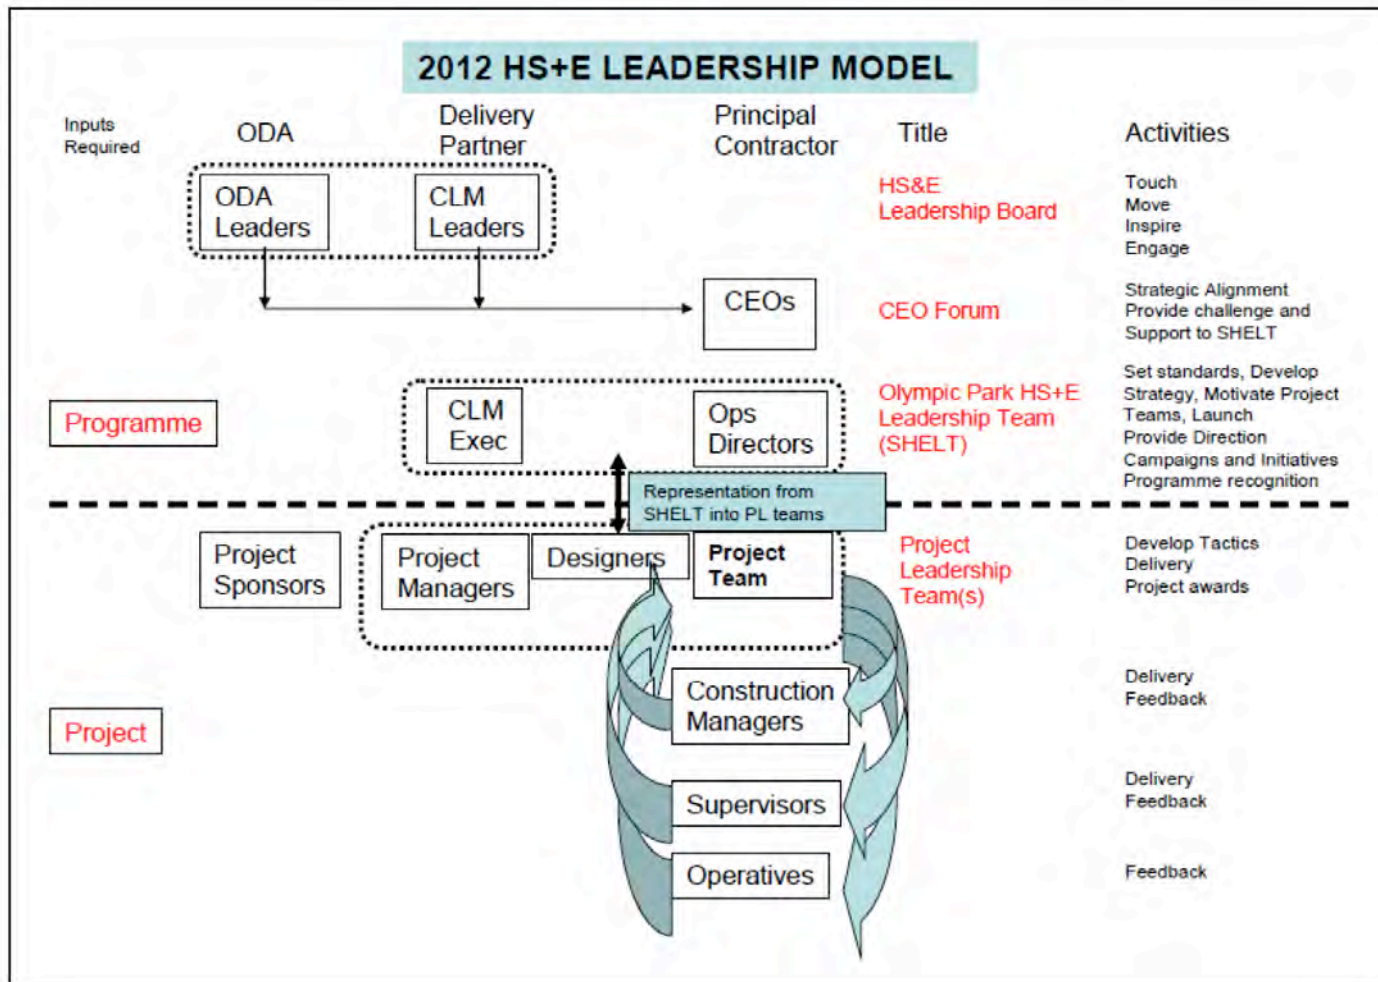 2012 HS+E LEADERSHIP MODEL
Inputs
Required
ODA
Delivery
Partner
Principal
Contractor
Title
Activities
ODA
Leaders
CLM
Leaders
HS&E
Leadership Board
Touch
Move
Inspire
Engage
CEOs
CEO Forum
Strategic Alignment
Provide challenge and
Support to SHELT
Programme
CLM
Exec
Ops
Directors
Olympic Park HS+E
Leadership Team
(SHELT)
Set standards, Develop
Strategy, Motivate Project
Teams, Launch
Provide Direction
Campaigns and Initiatives
Programme recognition
Representation from
SHELT into PL teams
Project
Sponsors
Project
Managers
Designers
Project
Team
Project
Leadership
Team(s)
Develop Tactics
Delivery
Project awards
Project
Construction
Managers
Delivery
Feedback
Supervisors
Delivery
Feedback
Operatives
Feedback